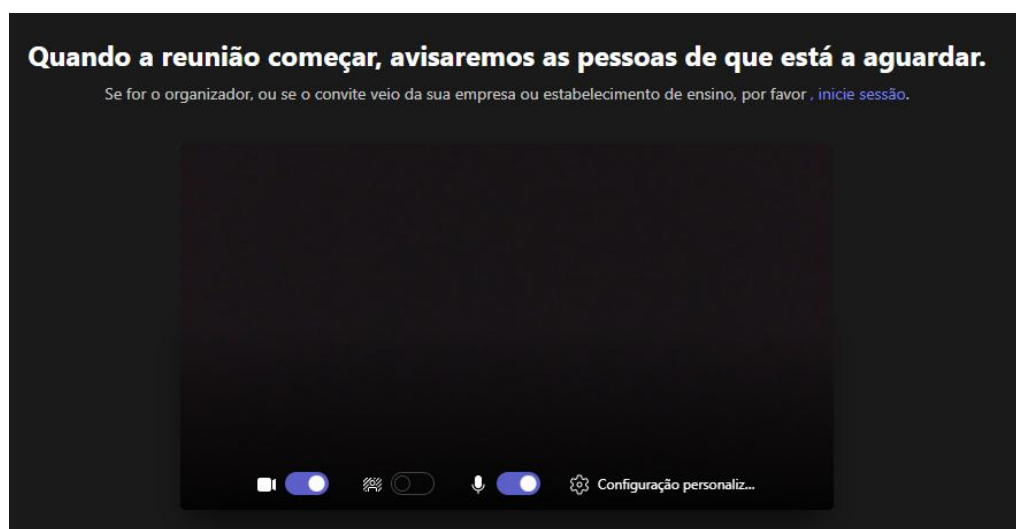 Quando a reunião começar, avisaremos as pessoas de que está a aguardar.
Se for o organizador, ou se o convite veio da sua empresa ou estabelecimento de ensino, por favor , inicie sessão.
Configuração personaliz...